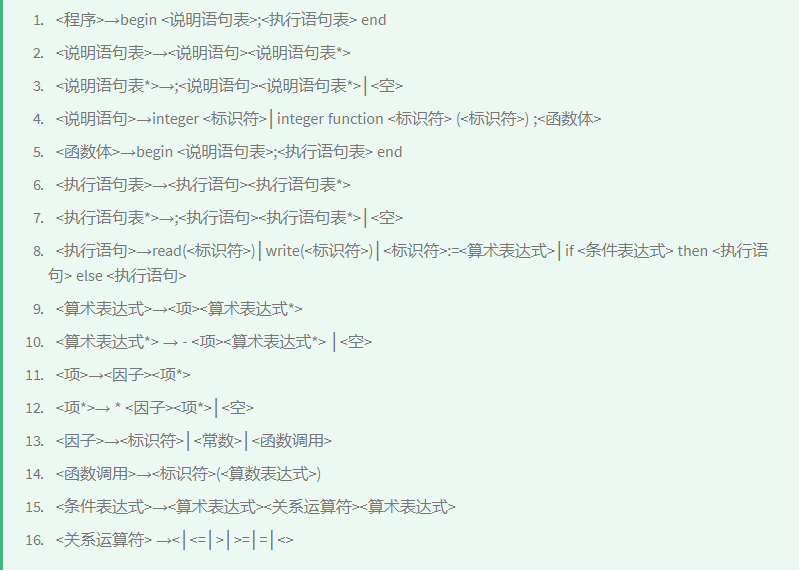 1. <程序>→begin <说明语句表>;<执行语句表> end
2. <说明语句表>→<说明语句><说明语句表*>
3. <说明语句表*>→;<说明语句><说明语句表*>│<空>
4. <说明语句>→integer <标识符>│integer function <标识符> (<标识符>) ;<函数体>
5. <函数体>→begin <说明语句表>;<执行语句表> end
6. <执行语句表>→<执行语句><执行语句表*>
7. <执行语句表*>→;<执行语句><执行语句表*>│<空>
8. <执行语句>→read(<标识符>)│write(<标识符>)│<标识符>:=<算术表达式>│if <条件表达式> then <执行语
句> else <执行语句>
9. <算术表达式>→<项><算术表达式*>
10. <算术表达式*> → - <项><算术表达式*> │<空>
11. <项>→<因子><项*>
12. <项*>→ * <因子><项*>│<空>
13. <因子>→<标识符>│<常数>│<函数调用>
14. <函数调用>→<标识符>(<算数表达式>)
15. <条件表达式>→<算术表达式><关系运算符><算术表达式>
16. <关系运算符> →<│<=│>│>=│=│<>